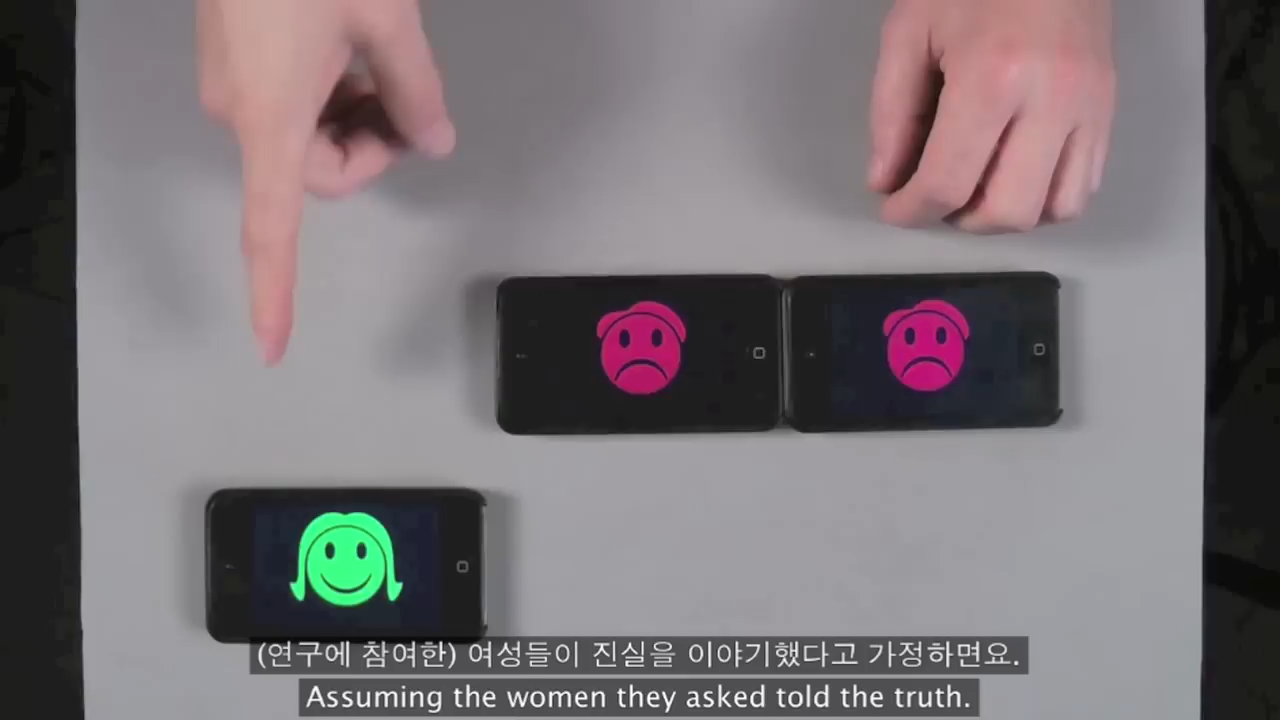 (연구에 참여한) 여성들이 진실을 이야기했다고 가정하면요.
Assuming the women they asked told the truth.